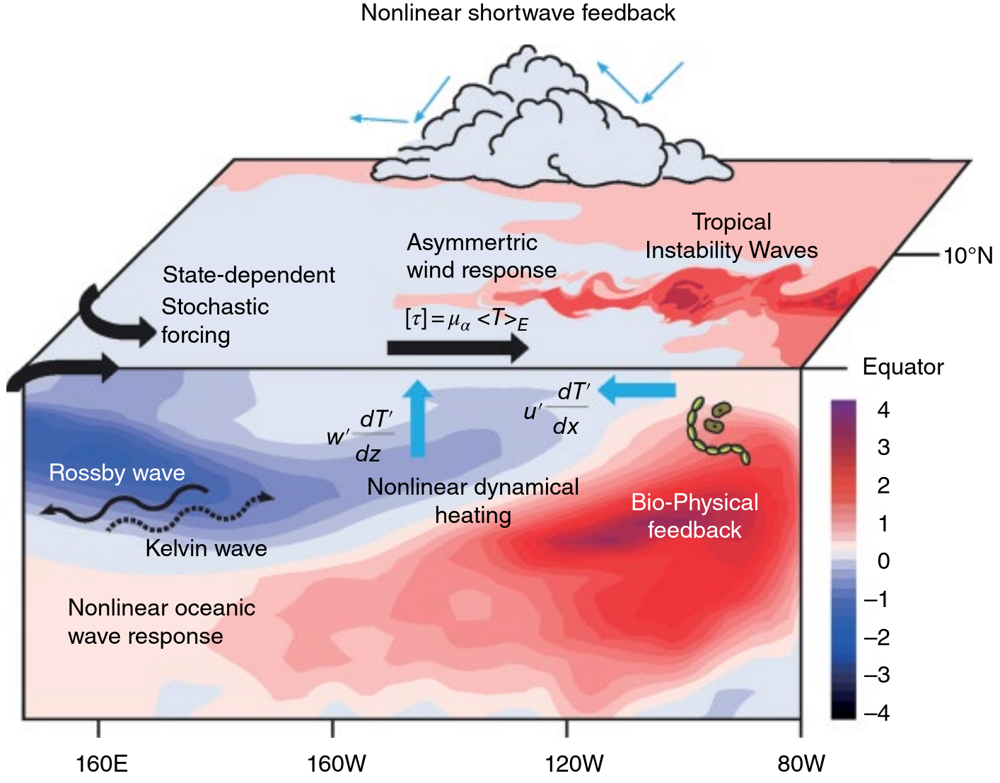 Nonlinear shortwave feedback
Tropical
Instability Waves
Asymmertric
wind response
10°N
State-dependent
Stochastic
forcing
[τ] = μα <T>E
Equator
w′ dT′/dz
u′ dT′/dx
Rossby wave
Nonlinear dynamical
heating
Bio-Physical
feedback
Kelvin wave
Nonlinear oceanic
wave response
4
3
2
1
0
–1
–2
–3
–4
160E
160W
120W
80W